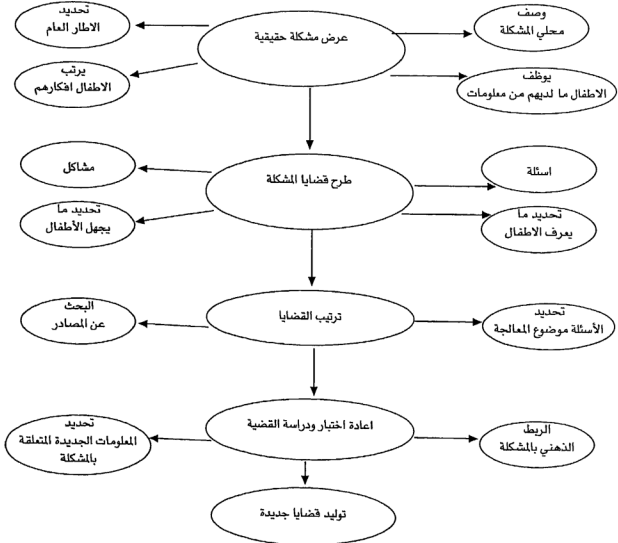 وصف
محلي المشكلة
عرض مشكلة حقيقية
تحديد
الاطار العام
يوظف
الاطفال ما لديهم من معلومات
يرتب
الاطفال افكارهم
اسئلة
طرح قضايا المشكلة
مشاكل
تحديد ما
يعرف الاطفال
تحديد ما
يجهل الأطفال
تحديد
الأسئلة موضوع المعالجة
ترتيب القضايا
البحث
عن المصادر
الربط
الذهني بالمشكلة
اعادة اختبار ودراسة القضية
تحديد
المعلومات الجديدة المتعلقة
بالمشكلة
توليد قضايا جديدة